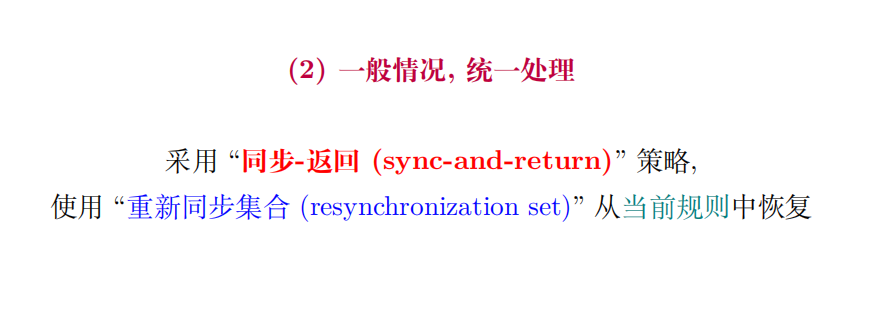 (2) 一般情况, 统一处理
采用 “同步-返回 (sync-and-return)” 策略,
使用 “重新同步集合 (resynchronization set)” 从当前规则中恢复